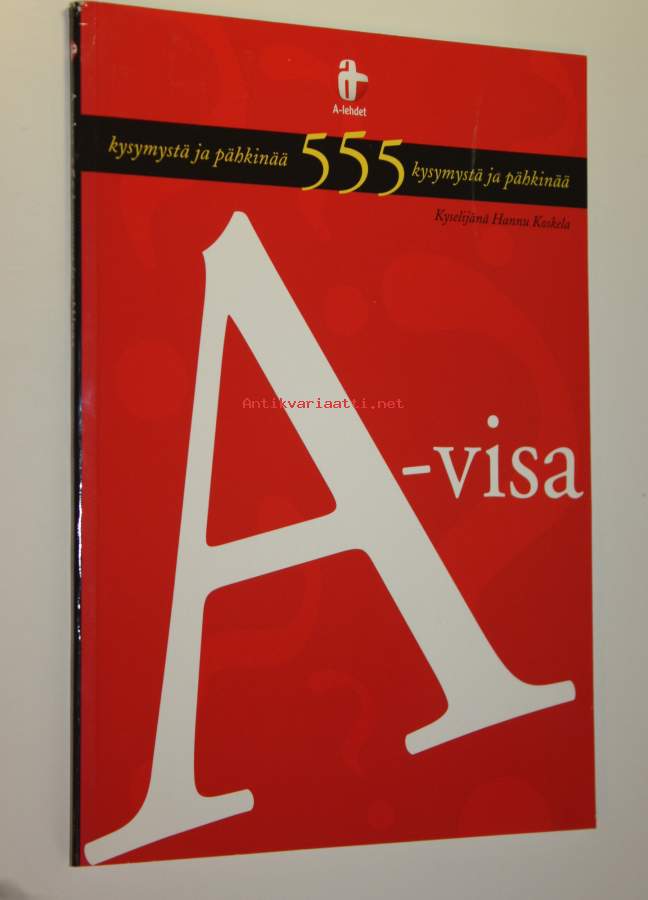 A-lehdet
kysymystä ja pähkinää 555 kysymystä ja pähkinää
Kyselijänä Hannu Koskela
Antikvariaatti.net
A-visa